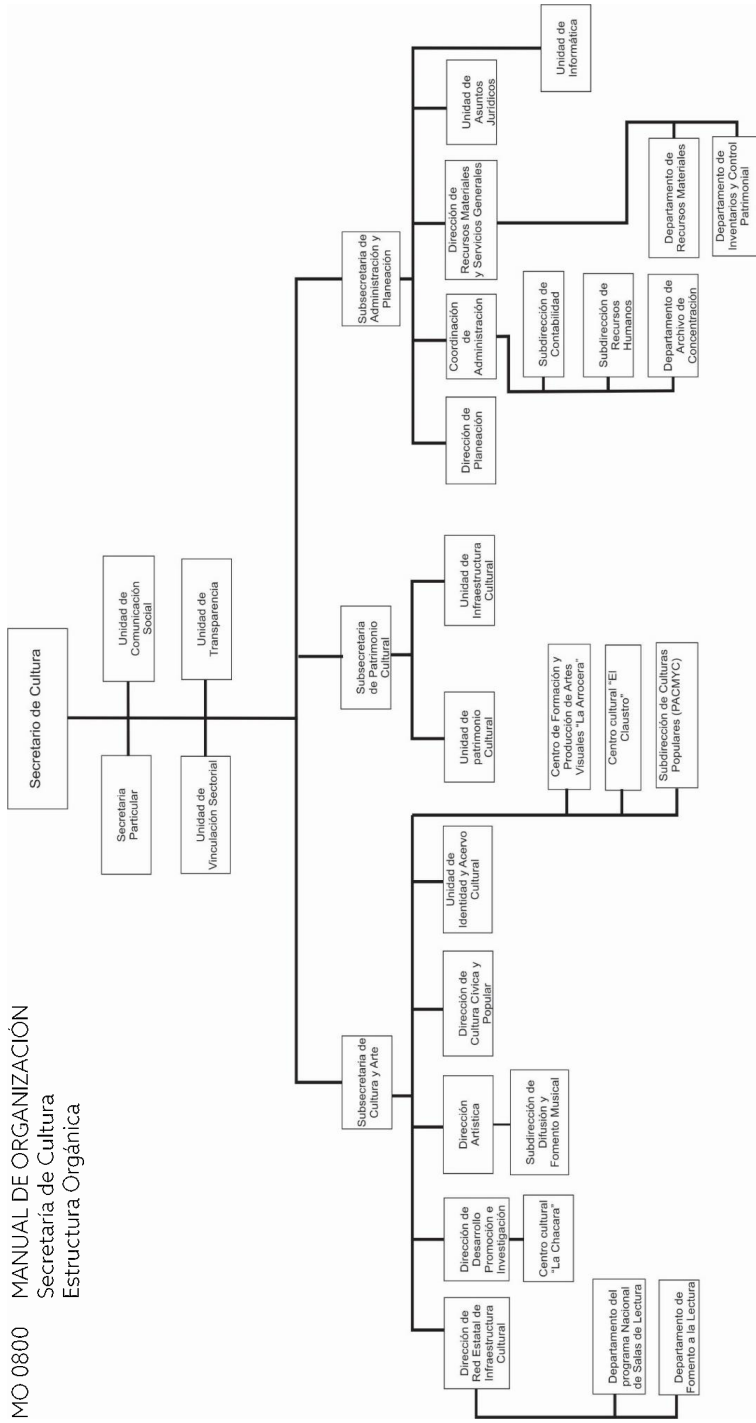 MO 0800 MANUAL DE ORGANIZACIÓN
Secretaría de Cultura
Estructura Orgánica
Secretario de Cultura
Secretaria
Particular
Unidad de
Comunicación
Social
Unidad de
Vinculación Sectorial
Unidad de
Transparencia
Subsecretaria de
Cultura y Arte
Subsecretaria
de Patrimonio
Cultural
Subsecretaria de
Administración y
Planeación
Dirección de
Red Estatal de
Infraestructura
Cultural
Dirección de
Desarrollo
Promoción e
Investigación
Dirección
Artística
Dirección de
Cultura Cívica y
Popular
Unidad de
Identidad y Acervo
Cultural
Unidad de
patrimonio
Cultural
Unidad de
Infraestructura
Cultural
Dirección de
Planeación
Coordinación
de
Administración
Dirección de
Recursos Materiales
y Servicios Generales
Unidad de
Asuntos
Jurídicos
Unidad de
Informática
Centro cultural
"La Chacara"
Subdirección de
Difusión y
Fomento Musical
Centro de Formación y
Producción de Artes
Visuales "La Arrocera"
Centro cultural "El
Claustro"
Subdirección de Culturas
Populares (PACMYC)
Subdirección de
Contabilidad
Subdirección de
Recursos
Humanos
Departamento de
Archivo de
Concentración
Departamento de
Recursos Materiales
Departamento de
Inventarios y Control
Patrimonial
Departamento del
programa Nacional
de Salas de Lectura
Departamento de
Fomento a la Lectura